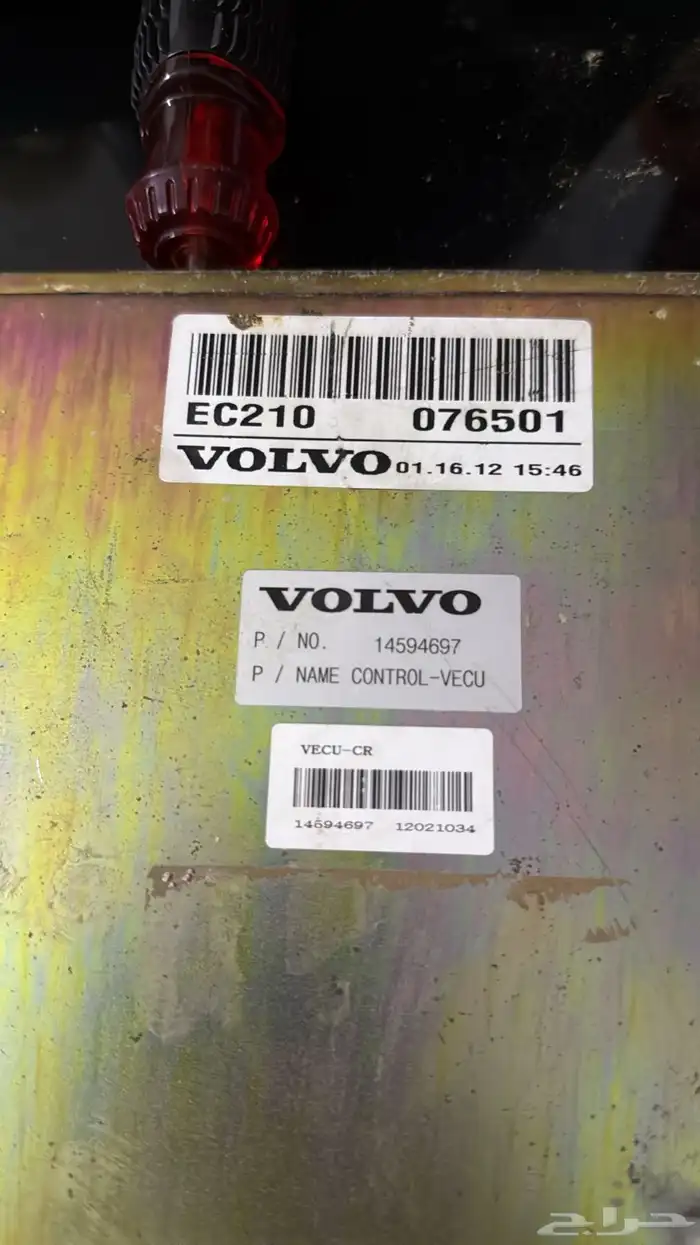 EC210 076501
VOLVO 01.16.12 15:46
VOLVO
P / NO. 14594697
P / NAME CONTROL-VECU
VECU-CR
14594697 12021034
حراج